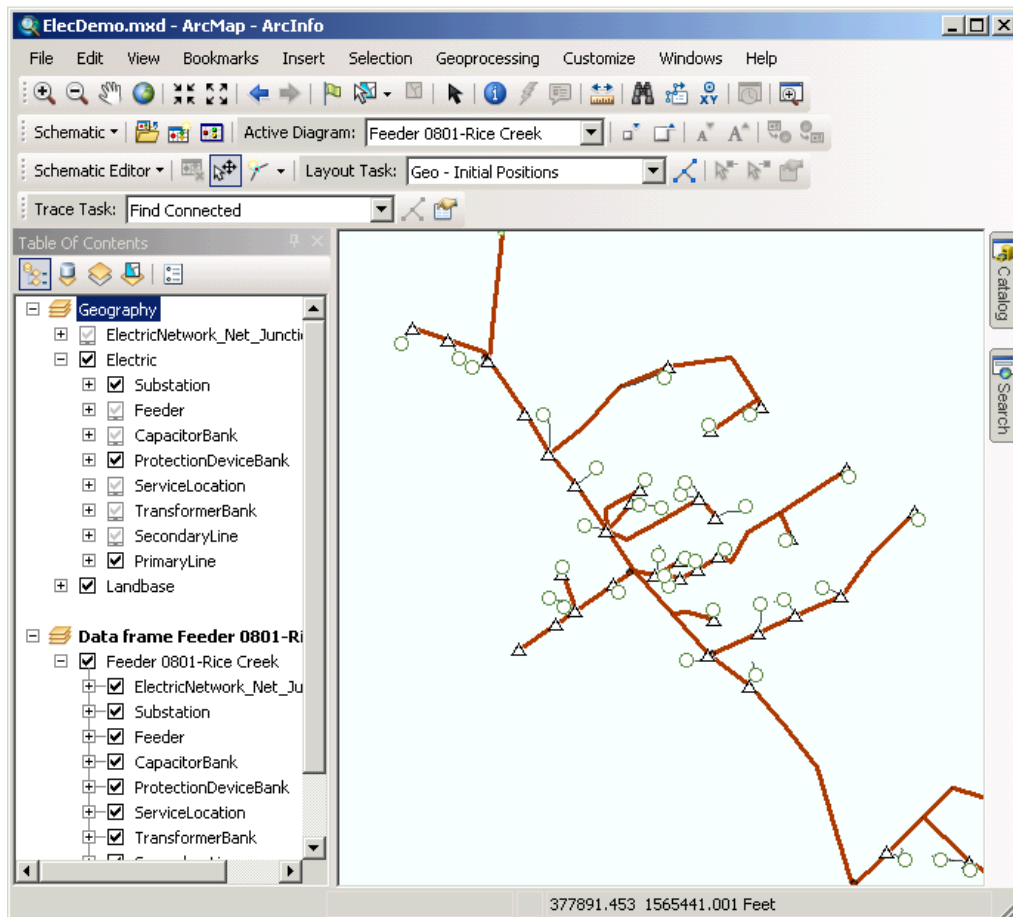 ElecDemo.mxd - ArcMap - ArcInfo
File Edit View Bookmarks Insert Selection Geoprocessing Customize Windows Help
XY
Schematic Active Diagram: Feeder 0801-Rice Creek
Schematic Editor Layout Task: Geo - Initial Positions
Trace Task: Find Connected
Table Of Contents
Geography
ElectricNetwork_Net_Juncti
Electric
Substation
Feeder
CapacitorBank
ProtectionDeviceBank
ServiceLocation
TransformerBank
SecondaryLine
PrimaryLine
Landbase
Data frame Feeder 0801-Ri
Feeder 0801-Rice Creek
ElectricNetwork_Net_Ju
Substation
Feeder
CapacitorBank
ProtectionDeviceBank
ServiceLocation
TransformerBank
Catalog
Search
377891.453 1565441.001 Feet